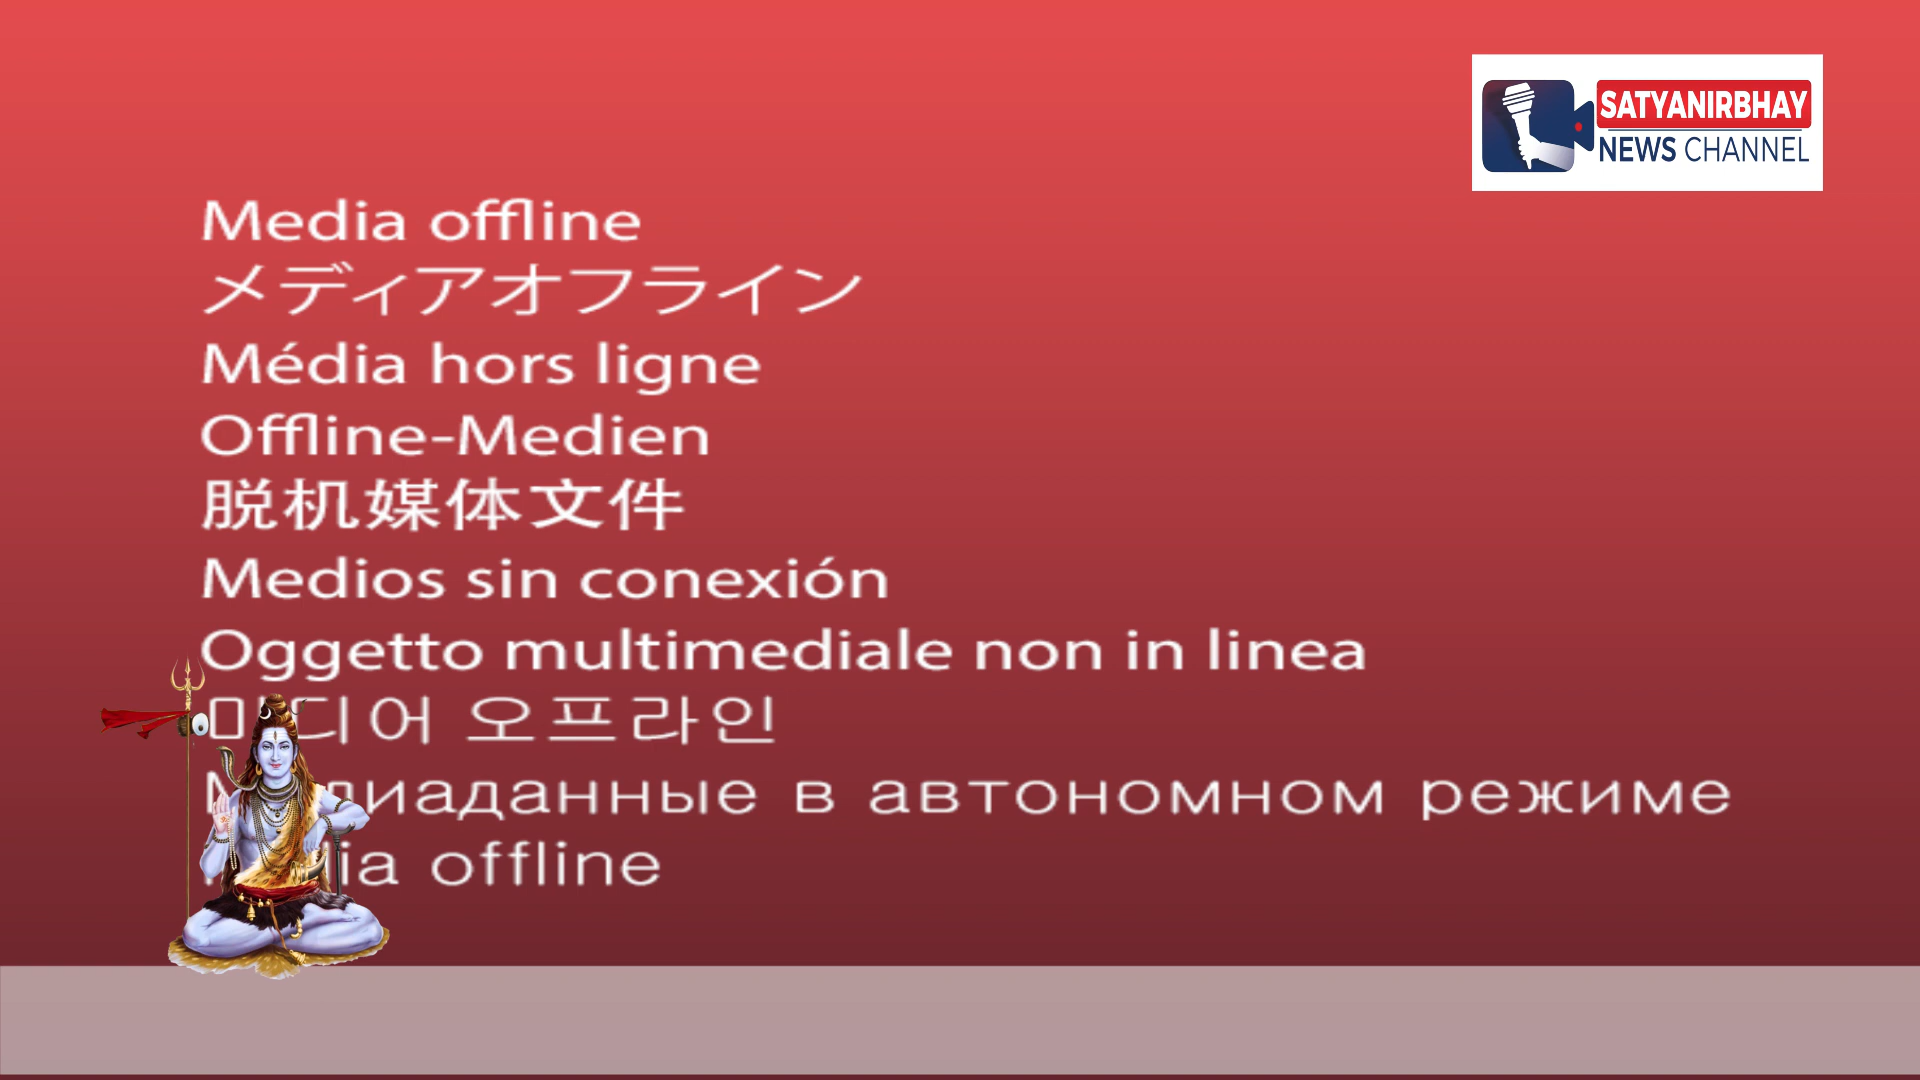 SATYANIRBHAY
NEWS CHANNEL
Media offline
メディアオフライン
Média hors ligne
Offline-Medien
脱机媒体文件
Medios sin conexión
Oggetto multimediale non in linea
미디어 오프라인
в автономном режиме
offline